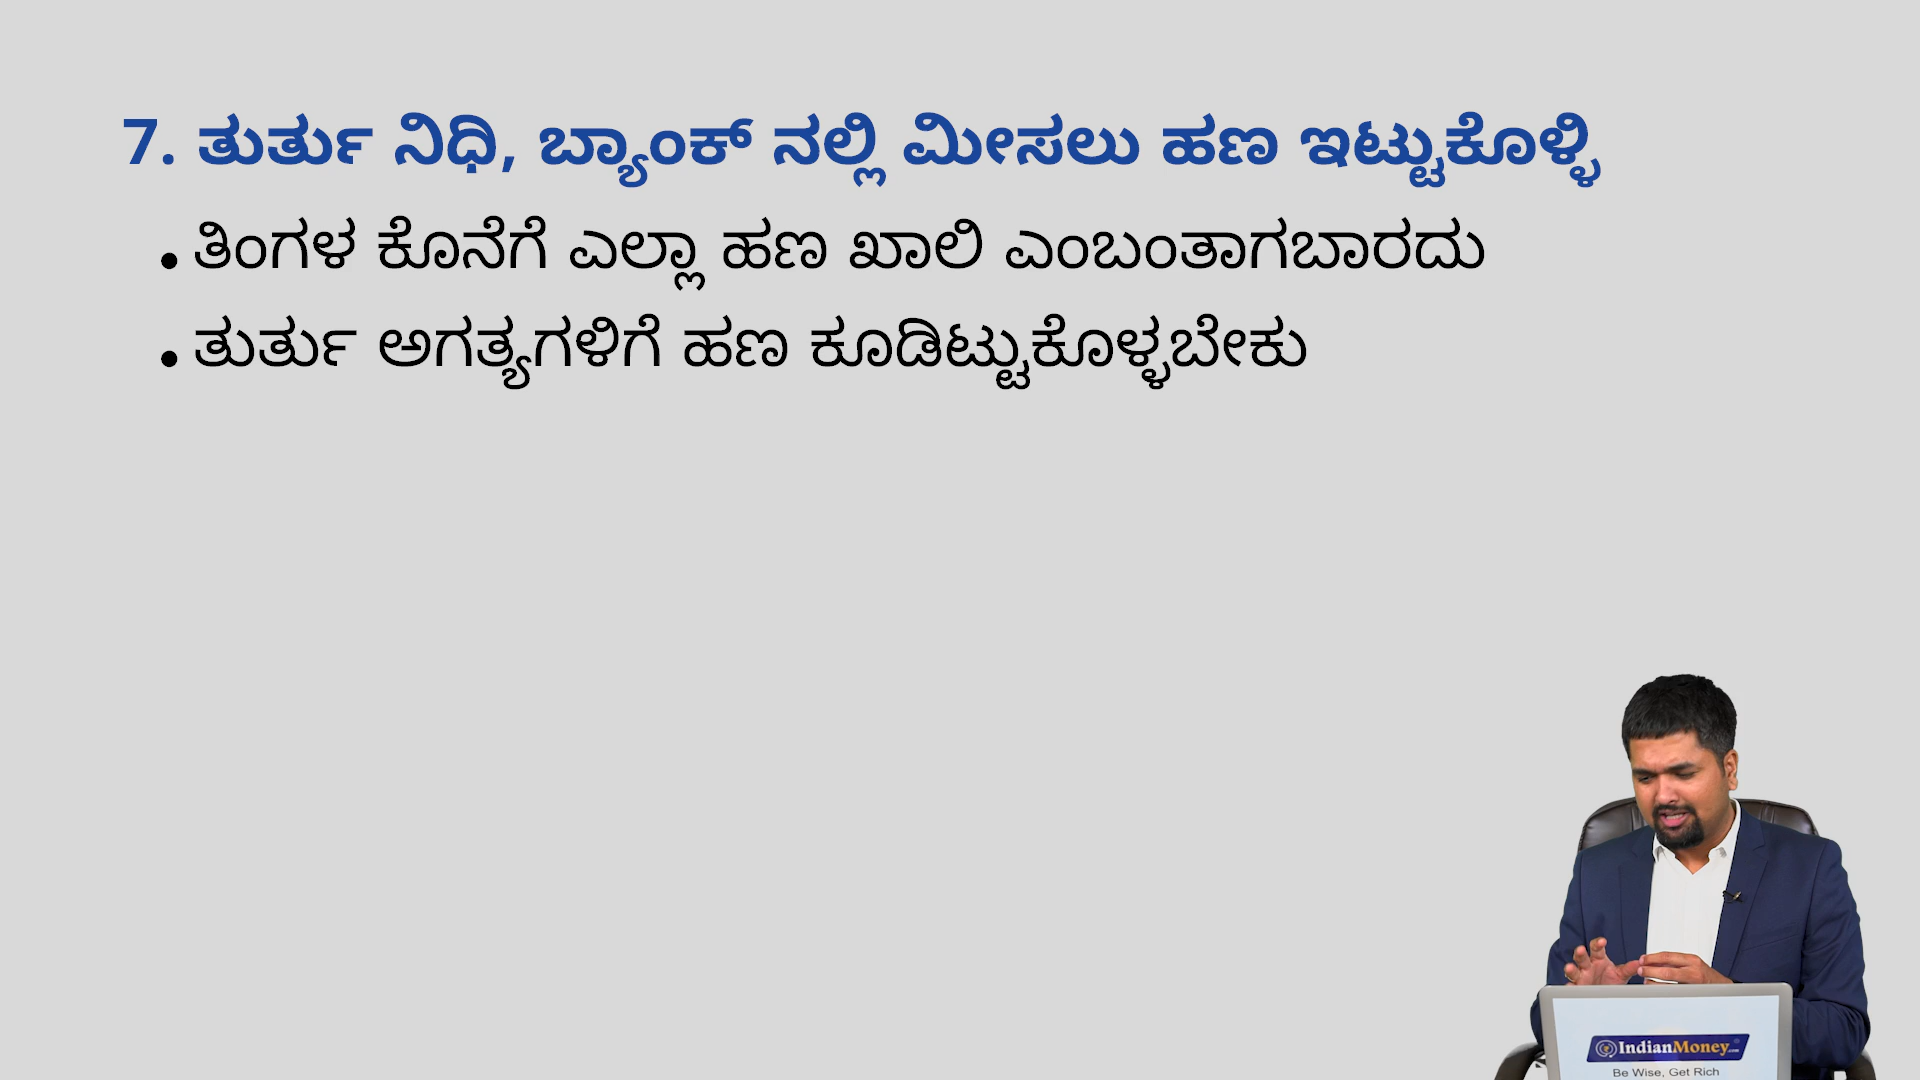 7. ತುರ್ತು ನಿಧಿ, ಬ್ಯಾಂಕ್ ನಲ್ಲಿ ಮೀಸಲು ಹಣ ಇಟ್ಟುಕೊಳ್ಳಿ
• ತಿಂಗಳ ಕೊನೆಗೆ ಎಲ್ಲಾ ಹಣ ಖಾಲಿ ಎಂಬಂತಾಗಬಾರದು
• ತುರ್ತು ಅಗತ್ಯಗಳಿಗೆ ಹಣ ಕೂಡಿಟ್ಟುಕೊಳ್ಳಬೇಕು
IndianMoney.com
Be Wise, Get Rich